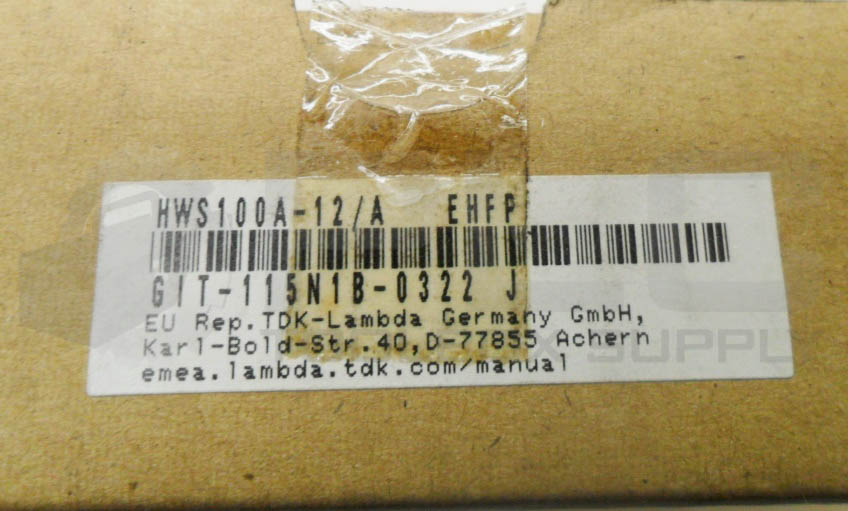 HWS100A-12/A EHFP
GIT-115N1B-0322 J
EU Rep.TDK-Lambda Germany GmbH,
Karl-Bold-Str.40,D-77855 Achern
emea.lambda.tdk.com/manual
SUPPLY